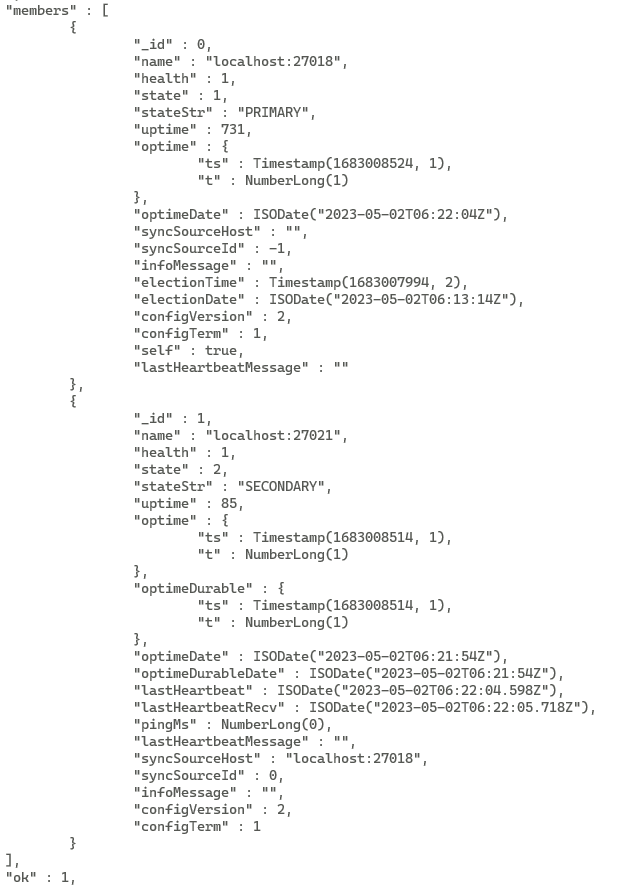 "members" : [
{
"_id" : 0,
"name" : "localhost:27018",
"health" : 1,
"state" : 1,
"stateStr" : "PRIMARY",
"uptime" : 731,
"optime" : {
"ts" : Timestamp(1683008524, 1),
"t" : NumberLong(1)
},
"optimeDate" : ISODate("2023-05-02T06:22:04Z"),
"syncSourceHost" : "",
"syncSourceId" : -1,
"infoMessage" : "",
"electionTime" : Timestamp(1683007994, 2),
"electionDate" : ISODate("2023-05-02T06:13:14Z"),
"configVersion" : 2,
"configTerm" : 1,
"self" : true,
"lastHeartbeatMessage" : ""
},
{
"_id" : 1,
"name" : "localhost:27021",
"health" : 1,
"state" : 2,
"stateStr" : "SECONDARY",
"uptime" : 85,
"optime" : {
"ts" : Timestamp(1683008514, 1),
"t" : NumberLong(1)
},
"optimeDurable" : {
"ts" : Timestamp(1683008514, 1),
"t" : NumberLong(1)
},
"optimeDate" : ISODate("2023-05-02T06:21:54Z"),
"optimeDurableDate" : ISODate("2023-05-02T06:21:54Z"),
"lastHeartbeat" : ISODate("2023-05-02T06:22:04.598Z"),
"lastHeartbeatRecv" : ISODate("2023-05-02T06:22:05.718Z"),
"pingMs" : NumberLong(0),
"lastHeartbeatMessage" : "",
"syncSourceHost" : "localhost:27018",
"syncSourceId" : 0,
"infoMessage" : "",
"configVersion" : 2,
"configTerm" : 1
}
],
"ok" : 1,